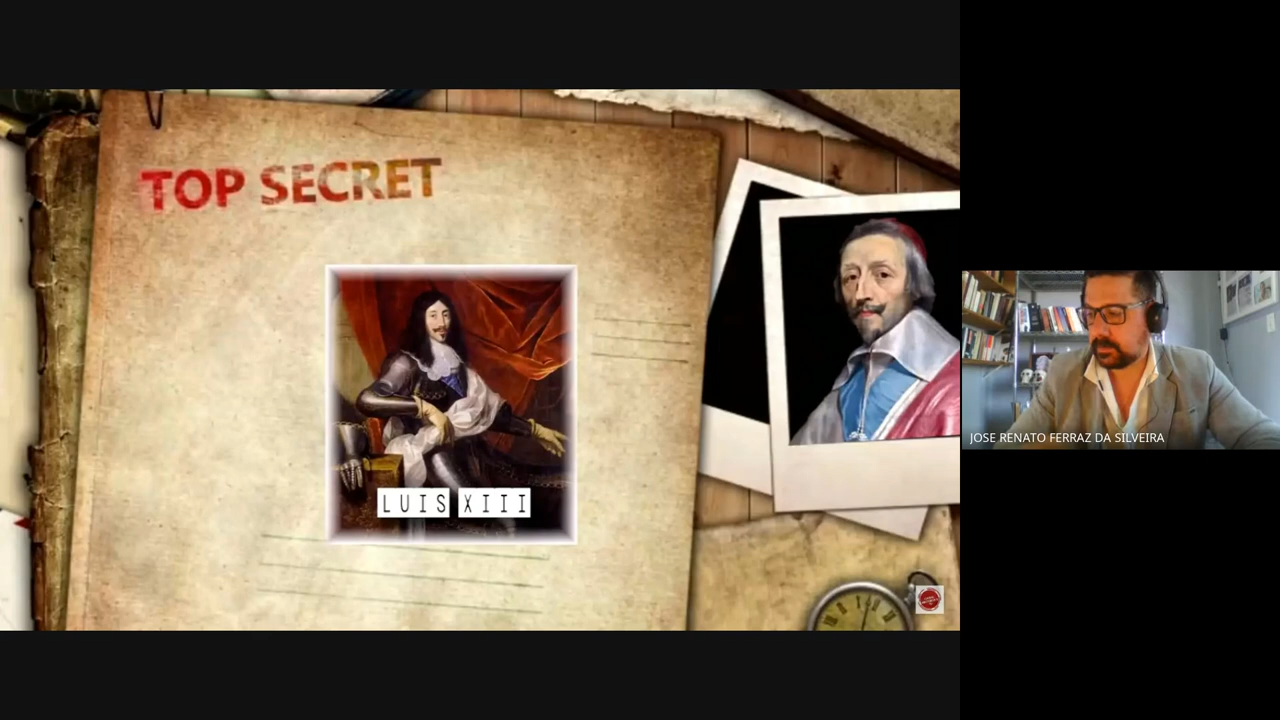 TOP SECRET
LUIS XIII
JOSE RENATO FERRAZ DA SILVEIRA